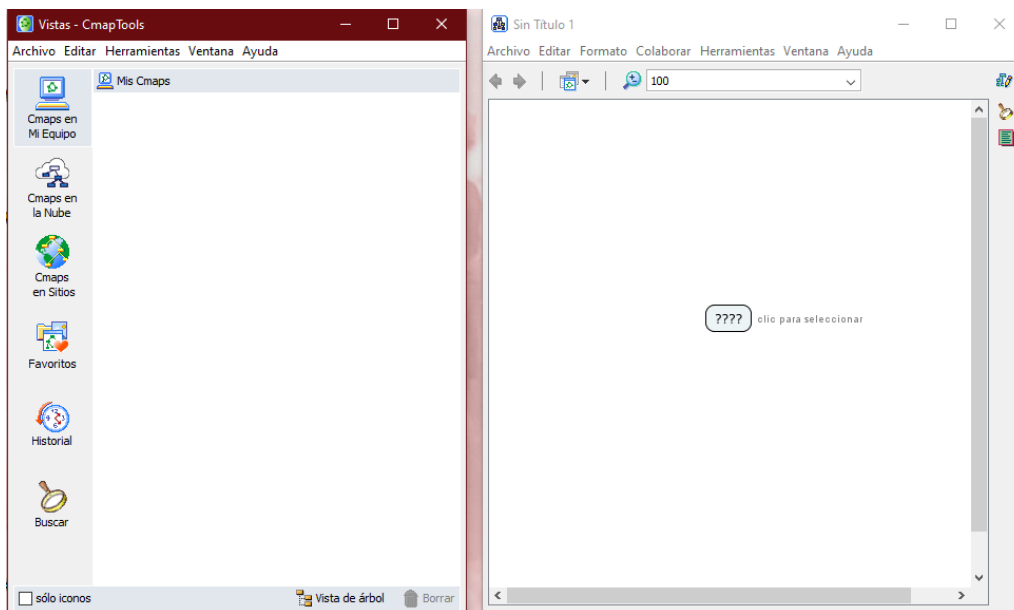 Vistas - CmapTools
Archivo Editar Herramientas Ventana Ayuda
Mis Cmaps
Cmaps en
Mi Equipo
Cmaps en
la Nube
Cmaps
en Sitios
Favoritos
Historial
Buscar
sólo iconos
Vista de árbol
Borrar
Sin Título 1
Archivo Editar Formato Colaborar Herramientas Ventana Ayuda
100
???? clic para seleccionar